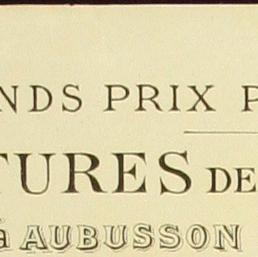 NDS PRIX P
TURES DE
à AUBUSSON